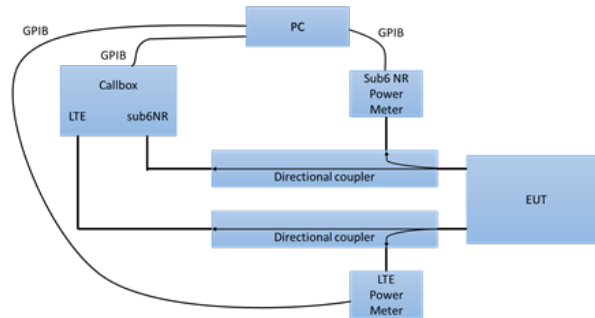 GPIB
PC
GPIB
GPIB
Callbox
LTE
sub6NR
Sub6 NR
Power
Meter
Directional coupler
EUT
Directional coupler
LTE
Power
Meter